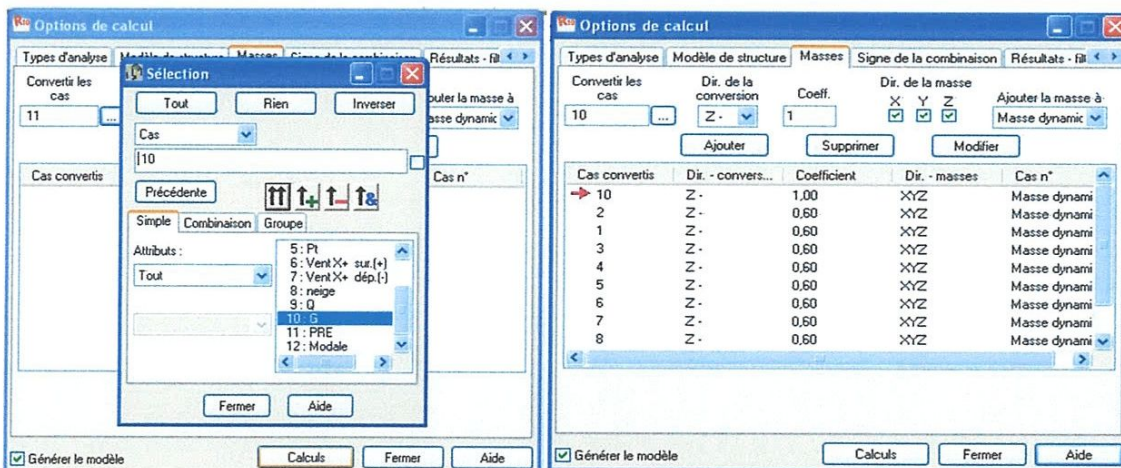 Options de calcul
Types d'analyse
Masses
Résultats - filt
Convertir les cas
11
...
outer la masse à
asse dynamic
Cas convertis
Cas n°
Sélection
Tout Rien Inverser
Cas
10
Précédente
Simple Combinaison Groupe
Attributs :
Tout
5 : Pt
6 : Vent X+ sur.(+)
7 : Vent X+ dép.(-)
8 : neige
9 : Q
10 : G
11 : PRE
12 : Modale
Fermer Aide
Générer le modèle Calculs Fermer Aide
Options de calcul
Types d'analyse Modèle de structure Masses Signe de la combinaison Résultats - filt
Convertir les cas Dir. de la conversion Coeff. Dir. de la masse Ajouter la masse à
X Y Z
10 ... Z - 1 Masse dynamic
Ajouter Supprimer Modifier
Cas convertis Dir. - convers... Coefficient Dir. - masses Cas n°
10 Z - 1,00 XYZ Masse dynami
2 Z - 0,60 XYZ Masse dynami
1 Z - 0,60 XYZ Masse dynami
3 Z - 0,60 XYZ Masse dynami
4 Z - 0,60 XYZ Masse dynami
5 Z - 0,60 XYZ Masse dynami
6 Z - 0,60 XYZ Masse dynami
7 Z - 0,60 XYZ Masse dynami
8 Z - 0,60 XYZ Masse dynami
Générer le modèle Calculs Fermer Aide